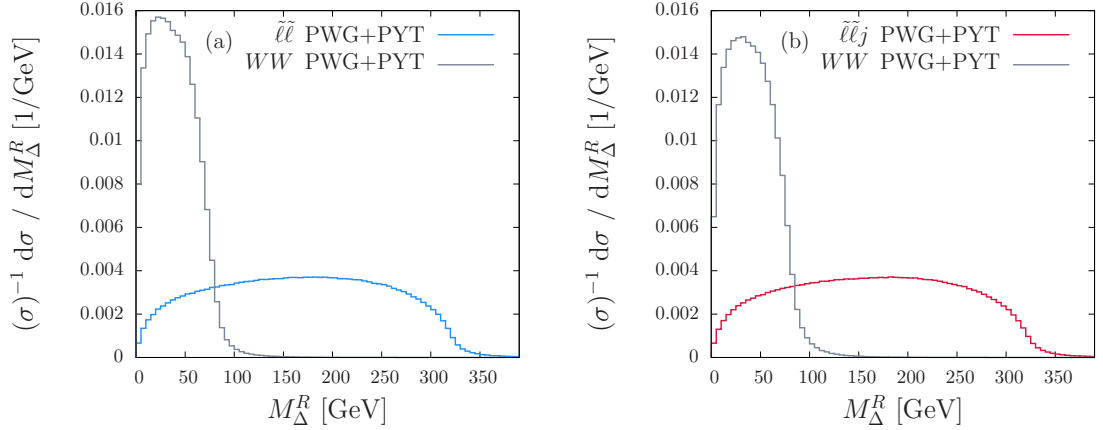 0.016
0.014
0.012
0.01
0.008
0.006
0.004
0.002
0
(σ)⁻¹ dσ / dM_Δ^R [1/GeV]
(a)
ℓ̃ℓ̃ PWG+PYT
WW PWG+PYT
0 50 100 150 200 250 300 350
M_Δ^R [GeV]
0.016
0.014
0.012
0.01
0.008
0.006
0.004
0.002
0
(σ)⁻¹ dσ / dM_Δ^R [1/GeV]
(b)
ℓ̃ℓ̃j PWG+PYT
WW PWG+PYT
0 50 100 150 200 250 300 350
M_Δ^R [GeV]